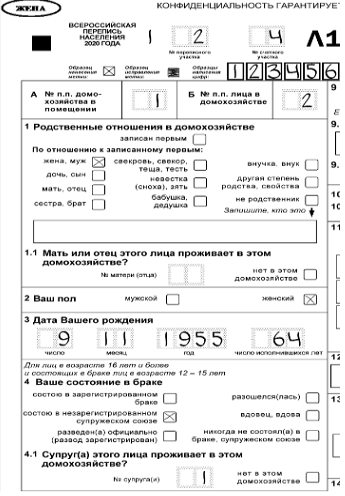 ЖЕНА
КОНФИДЕНЦИАЛЬНОСТЬ ГАРАНТИРУЕТ
ВСЕРОССИЙСКАЯ
ПЕРЕПИСЬ
НАСЕЛЕНИЯ
2020 ГОДА
1 2 4 Л1
№ переписного участка № счетного участка
Образец нанесения метки: Образец исправления метки: Образцы написания цифр: 1 2 3 4 5 6
А № п.п. домохозяйства в помещении 1
Б № п.п. лица в домохозяйстве 2
9
1 Родственные отношения в домохозяйстве
записан первым
По отношению к записанному первым:
жена, муж
свекровь, свекор, теща, тесть
внучка, внук
дочь, сын
невестка (сноха), зять
другая степень родства, свойства
мать, отец
бабушка, дедушка
не родственник
сестра, брат
Запишите, кто это
1.1 Мать или отец этого лица проживает в этом
домохозяйстве?
№ матери (отца)
нет в этом домохозяйстве
2 Ваш пол мужской женский
3 Дата Вашего рождения
9 11 1955 64
число месяц год число исполнившихся лет
Для лиц в возрасте 16 лет и более
и состоящих в браке лиц в возрасте 12 – 15 лет
4 Ваше состояние в браке
состою в зарегистрированном браке
разошелся(лась)
состою в незарегистрированном супружеском союзе
вдовец, вдова
разведен(а) официально (развод зарегистрирован)
никогда не состоял(а) в браке, супружеском союзе
4.1 Супруг(а) этого лица проживает в этом
домохозяйстве?
№ супруга(и) 1
нет в этом домохозяйстве